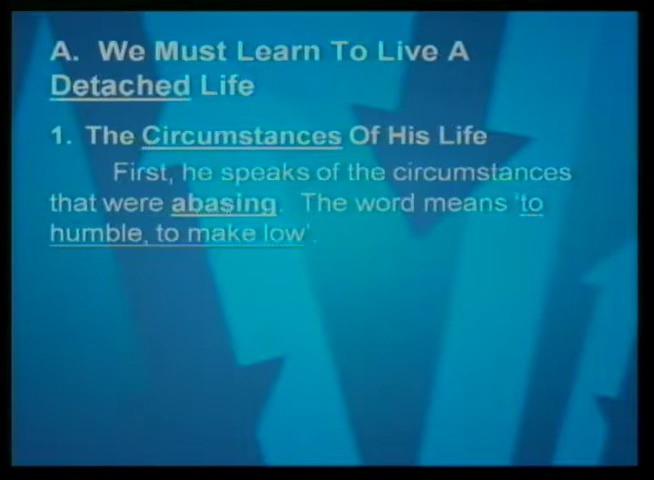 A. We Must Learn To Live A
Detached Life
1. The Circumstances Of His Life
First, he speaks of the circumstances
that were abasing. The word means ‘to
humble, to make low’.